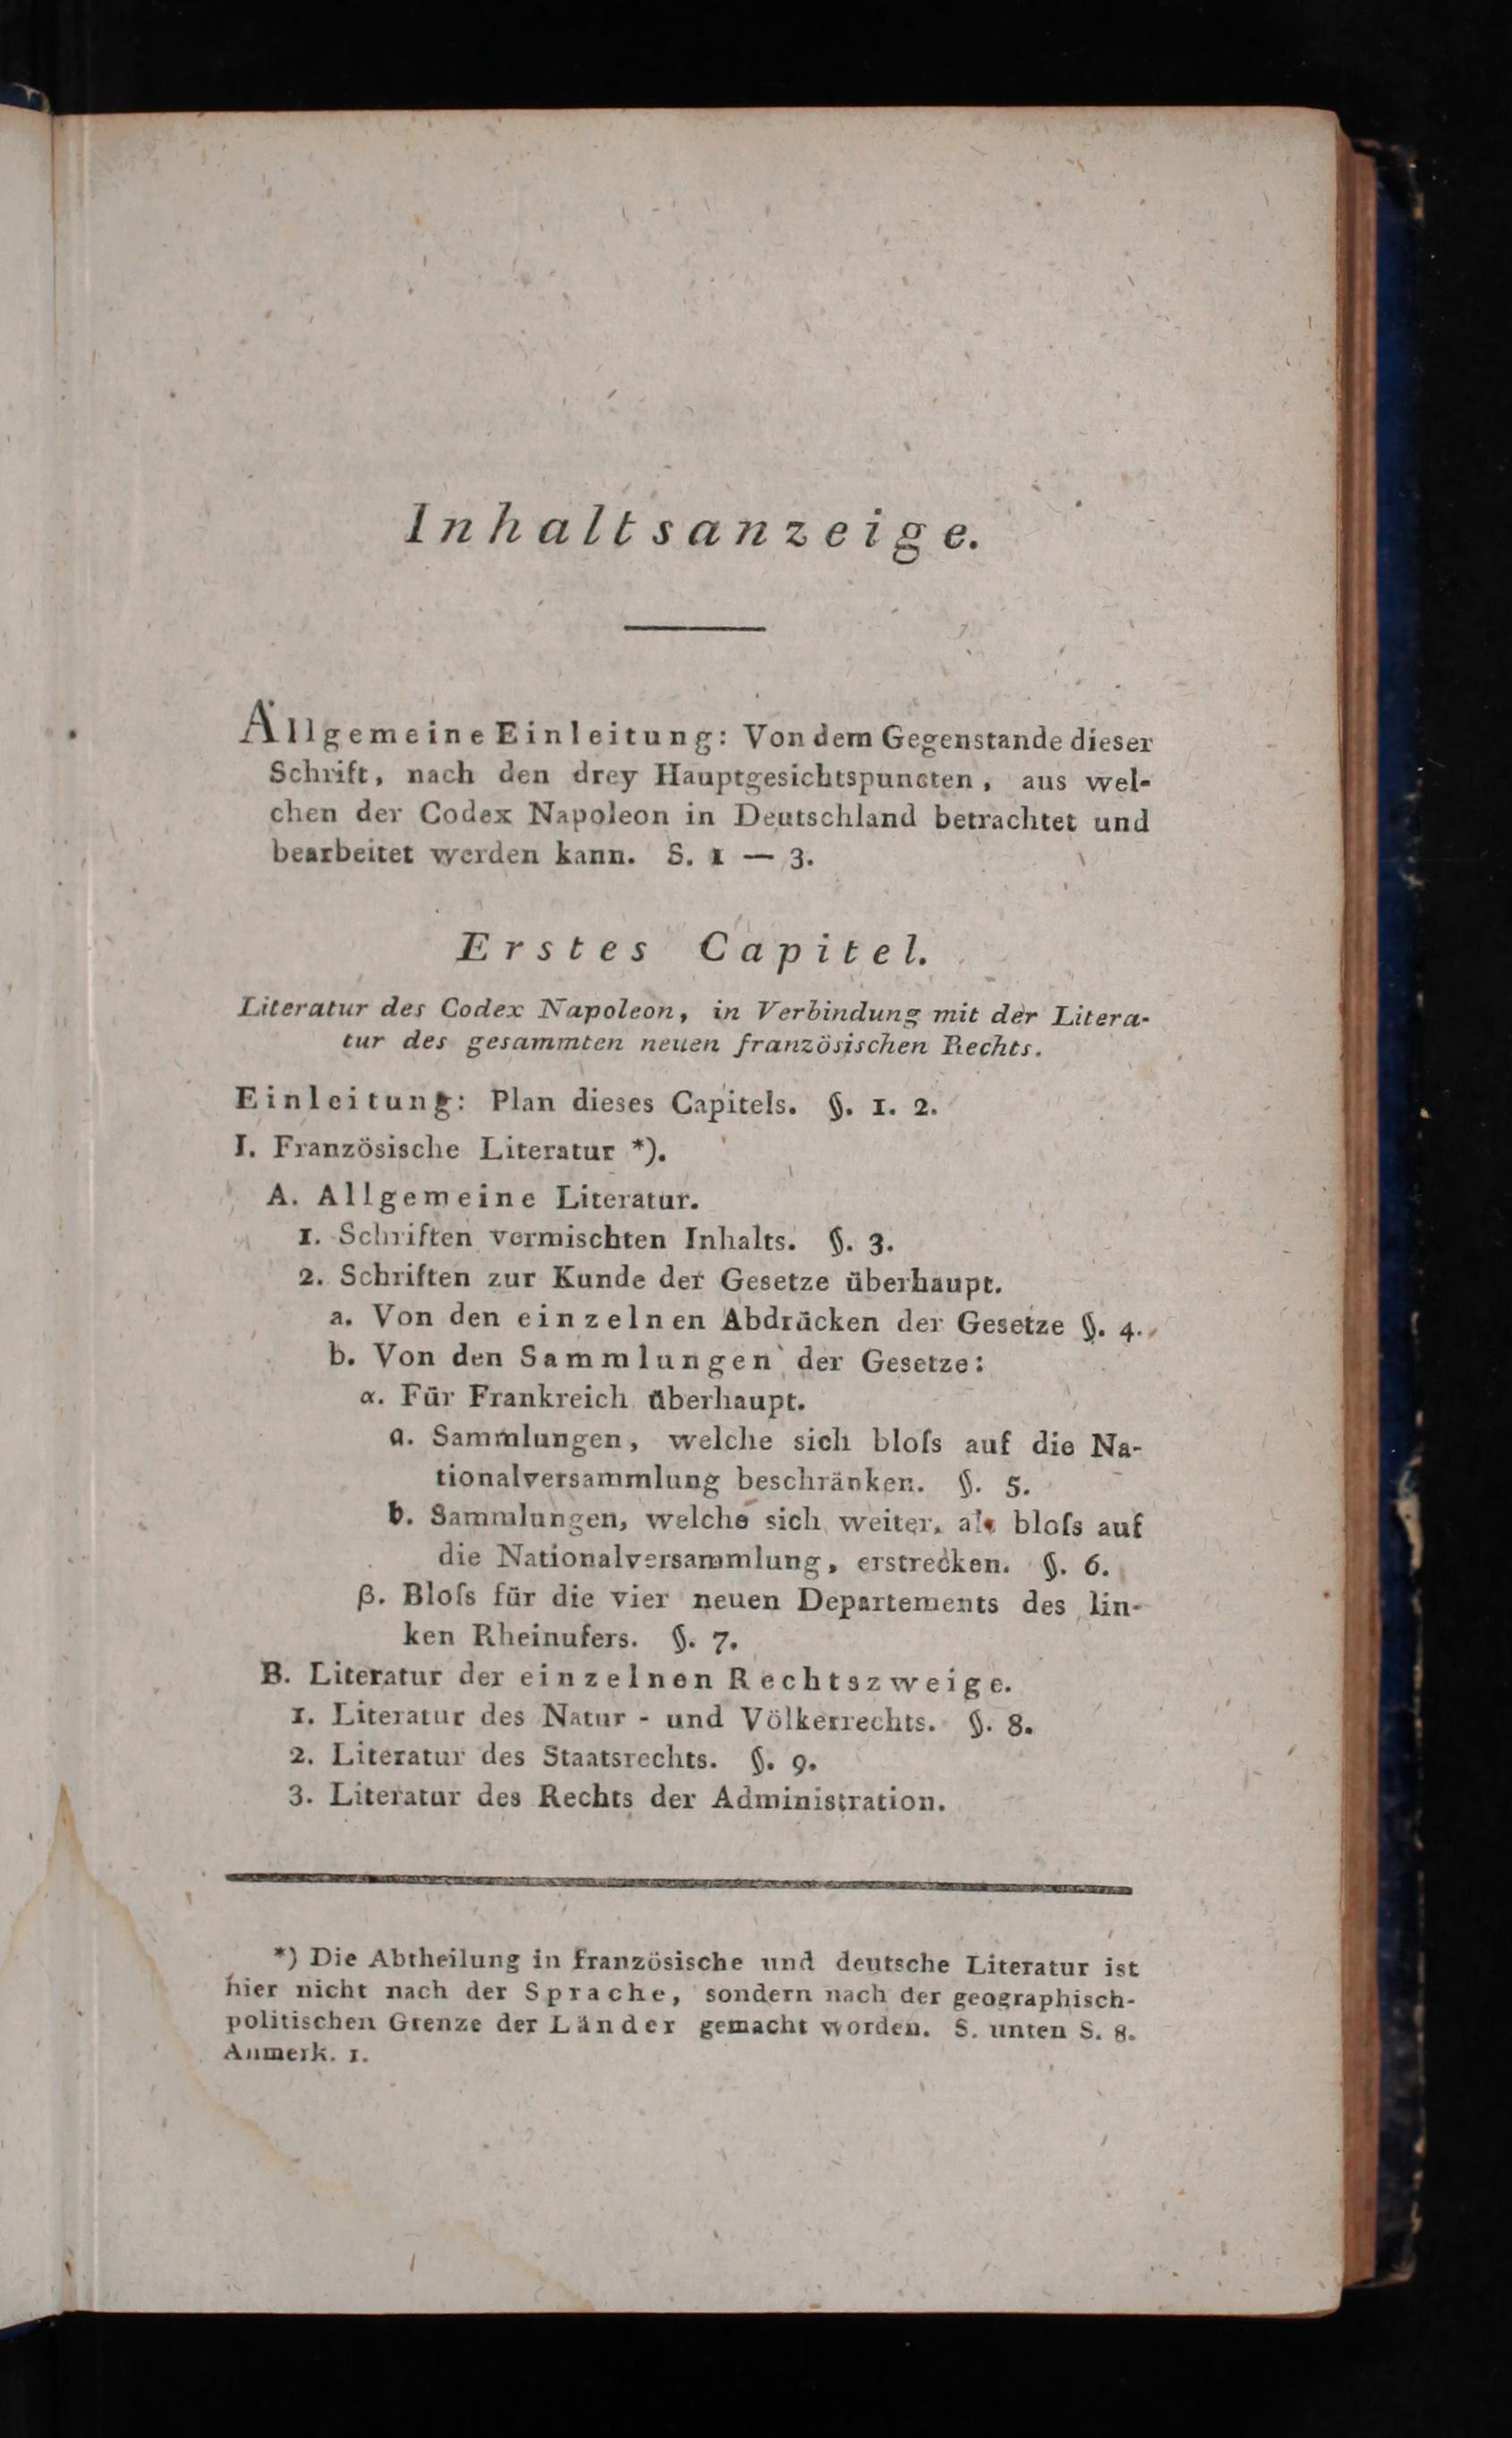 Inhaltsanzeige.
Allgemeine Einleitung: Von dem Gegenstande dieser
Schrift, nach den drey Hauptgesichtspuncten, aus wel-
chen der Codex Napoleon in Deutschland betrachtet und
bearbeitet werden kann. S. 1 — 3.
Erstes Capitel.
Literatur des Codex Napoleon, in Verbindung mit der Litera-
tur des gesammten neuen französischen Rechts.
Einleitung: Plan dieses Capitels. §. 1. 2.
I. Französische Literatur *).
A. Allgemeine Literatur.
1. Schriften vermischten Inhalts. §. 3.
2. Schriften zur Kunde der Gesetze überhaupt.
a. Von den einzelnen Abdrücken der Gesetze §. 4.
b. Von den Sammlungen der Gesetze:
α. Für Frankreich überhaupt.
a. Sammlungen, welche sich bloſs auf die Na-
tionalversammlung beschränken. §. 5.
b. Sammlungen, welche sich weiter, als bloſs auf
die Nationalversammlung, erstrecken. §. 6.
β. Bloſs für die vier neuen Departements des lin-
ken Rheinufers. §. 7.
B. Literatur der einzelnen Rechtszweige.
1. Literatur des Natur- und Völkerrechts. §. 8.
2. Literatur des Staatsrechts. §. 9.
3. Literatur des Rechts der Administration.
*) Die Abtheilung in französische und deutsche Literatur ist
hier nicht nach der Sprache, sondern nach der geographisch-
politischen Grenze der Länder gemacht worden. S. unten S. 8.
Anmerk. 1.